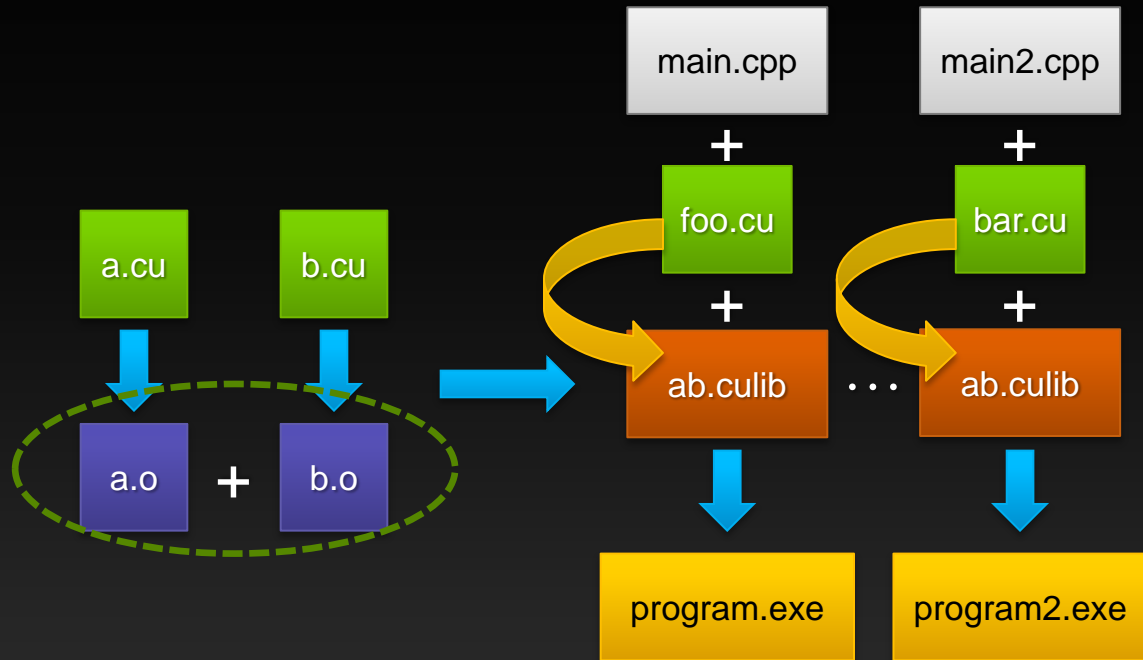 main.cpp
main2.cpp
+
+
a.cu
b.cu
foo.cu
bar.cu
+
+
ab.culib
...
ab.culib
a.o
+
b.o
program.exe
program2.exe